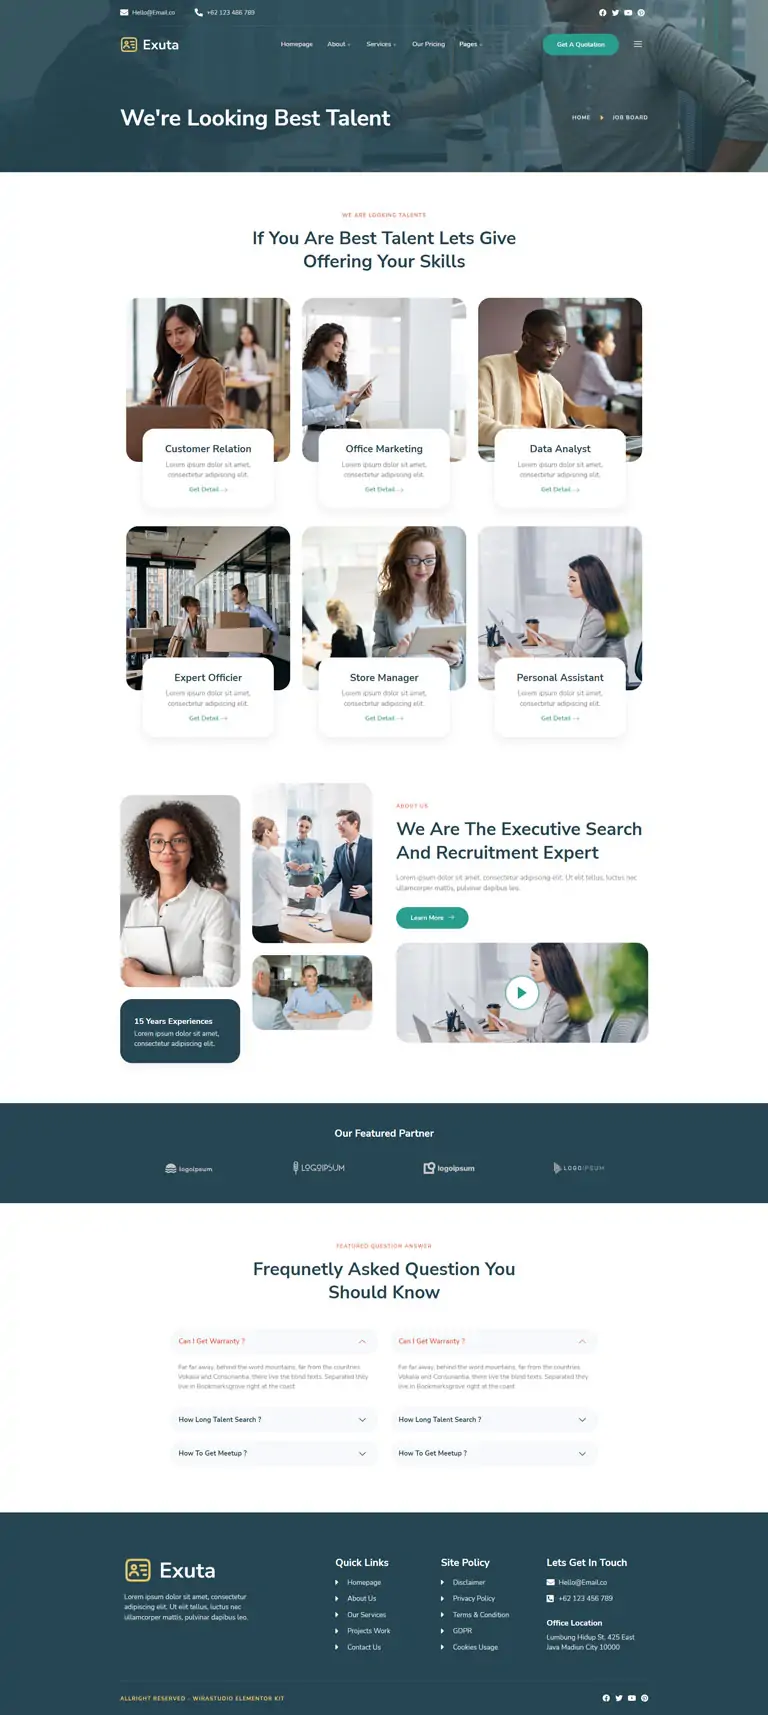 Hello@Email.co
+62 123 456 789
Exuta
Homepage
About
Services
Our Pricing
Pages
Get A Quotation
We're Looking Best Talent
HOME
JOB BOARD
WE ARE LOOKING TALENTS
If You Are Best Talent Lets Give
Offering Your Skills
Customer Relation
Lorem ipsum dolor sit amet,
consectetur adipiscing elit.
Get Detail
Office Marketing
Lorem ipsum dolor sit amet,
consectetur adipiscing elit.
Get Detail
Data Analyst
Lorem ipsum dolor sit amet,
consectetur adipiscing elit.
Get Detail
Expert Officier
Lorem ipsum dolor sit amet,
consectetur adipiscing elit.
Get Detail
Store Manager
Lorem ipsum dolor sit amet,
consectetur adipiscing elit.
Get Detail
Personal Assistant
Lorem ipsum dolor sit amet,
consectetur adipiscing elit.
Get Detail
15 Years Experiences
Lorem ipsum dolor sit amet,
consectetur adipiscing elit.
ABOUT US
We Are The Executive Search
And Recruitment Expert
Lorem ipsum dolor sit amet, consectetur adipiscing elit. Ut elit tellus, luctus nec
ullamcorper mattis, pulvinar dapibus leo.
Learn More
Our Featured Partner
logoipsum
LOGOIPSUM
logoipsum
LOGOIPSUM
FEATURED QUESTION ANSWER
Frequnetly Asked Question You
Should Know
Can I Get Warranty ?
Far far away, behind the word mountains, far from the countries
Vokalia and Consonantia, there live the blind texts. Separated they
live in Bookmarksgrove right at the coast
How Long Talent Search ?
How To Get Meetup ?
Can I Get Warranty ?
Far far away, behind the word mountains, far from the countries
Vokalia and Consonantia, there live the blind texts. Separated they
live in Bookmarksgrove right at the coast
How Long Talent Search ?
How To Get Meetup ?
Exuta
Lorem ipsum dolor sit amet, consectetur
adipiscing elit. Ut elit tellus, luctus nec
ullamcorper mattis, pulvinar dapibus leo.
Quick Links
Homepage
About Us
Our Services
Projects Work
Contact Us
Site Policy
Disclaimer
Privacy Policy
Terms & Condition
GDPR
Cookies Usage
Lets Get In Touch
Hello@Email.co
+62 123 456 789
Office Location
Lumbung Hidup St. 425 East
Java Madiun City 10000
ALLRIGHT RESERVED - WIRASTUDIO ELEMENTOR KIT